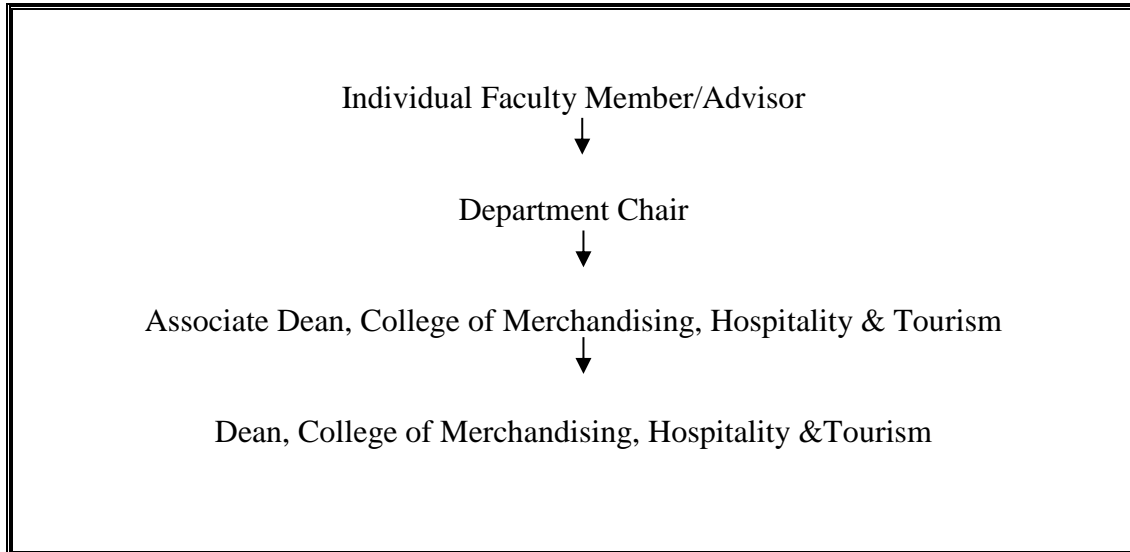 Individual Faculty Member/Advisor
Department Chair
Associate Dean, College of Merchandising, Hospitality & Tourism
Dean, College of Merchandising, Hospitality &Tourism